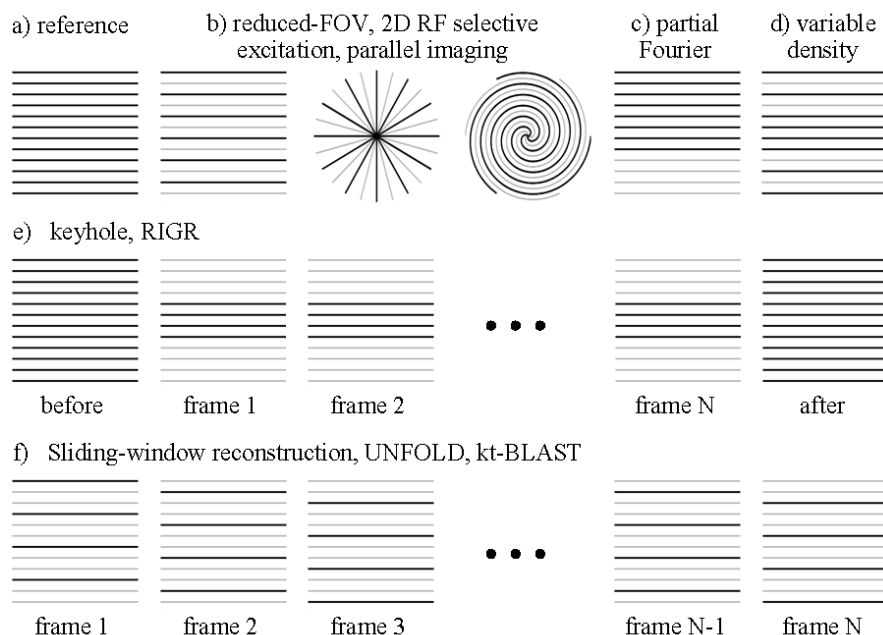 a) reference
b) reduced-FOV, 2D RF selective
excitation, parallel imaging
c) partial
Fourier
d) variable
density
e) keyhole, RIGR
before
frame 1
frame 2
frame N
after
f) Sliding-window reconstruction, UNFOLD, kt-BLAST
frame 1
frame 2
frame 3
frame N-1
frame N